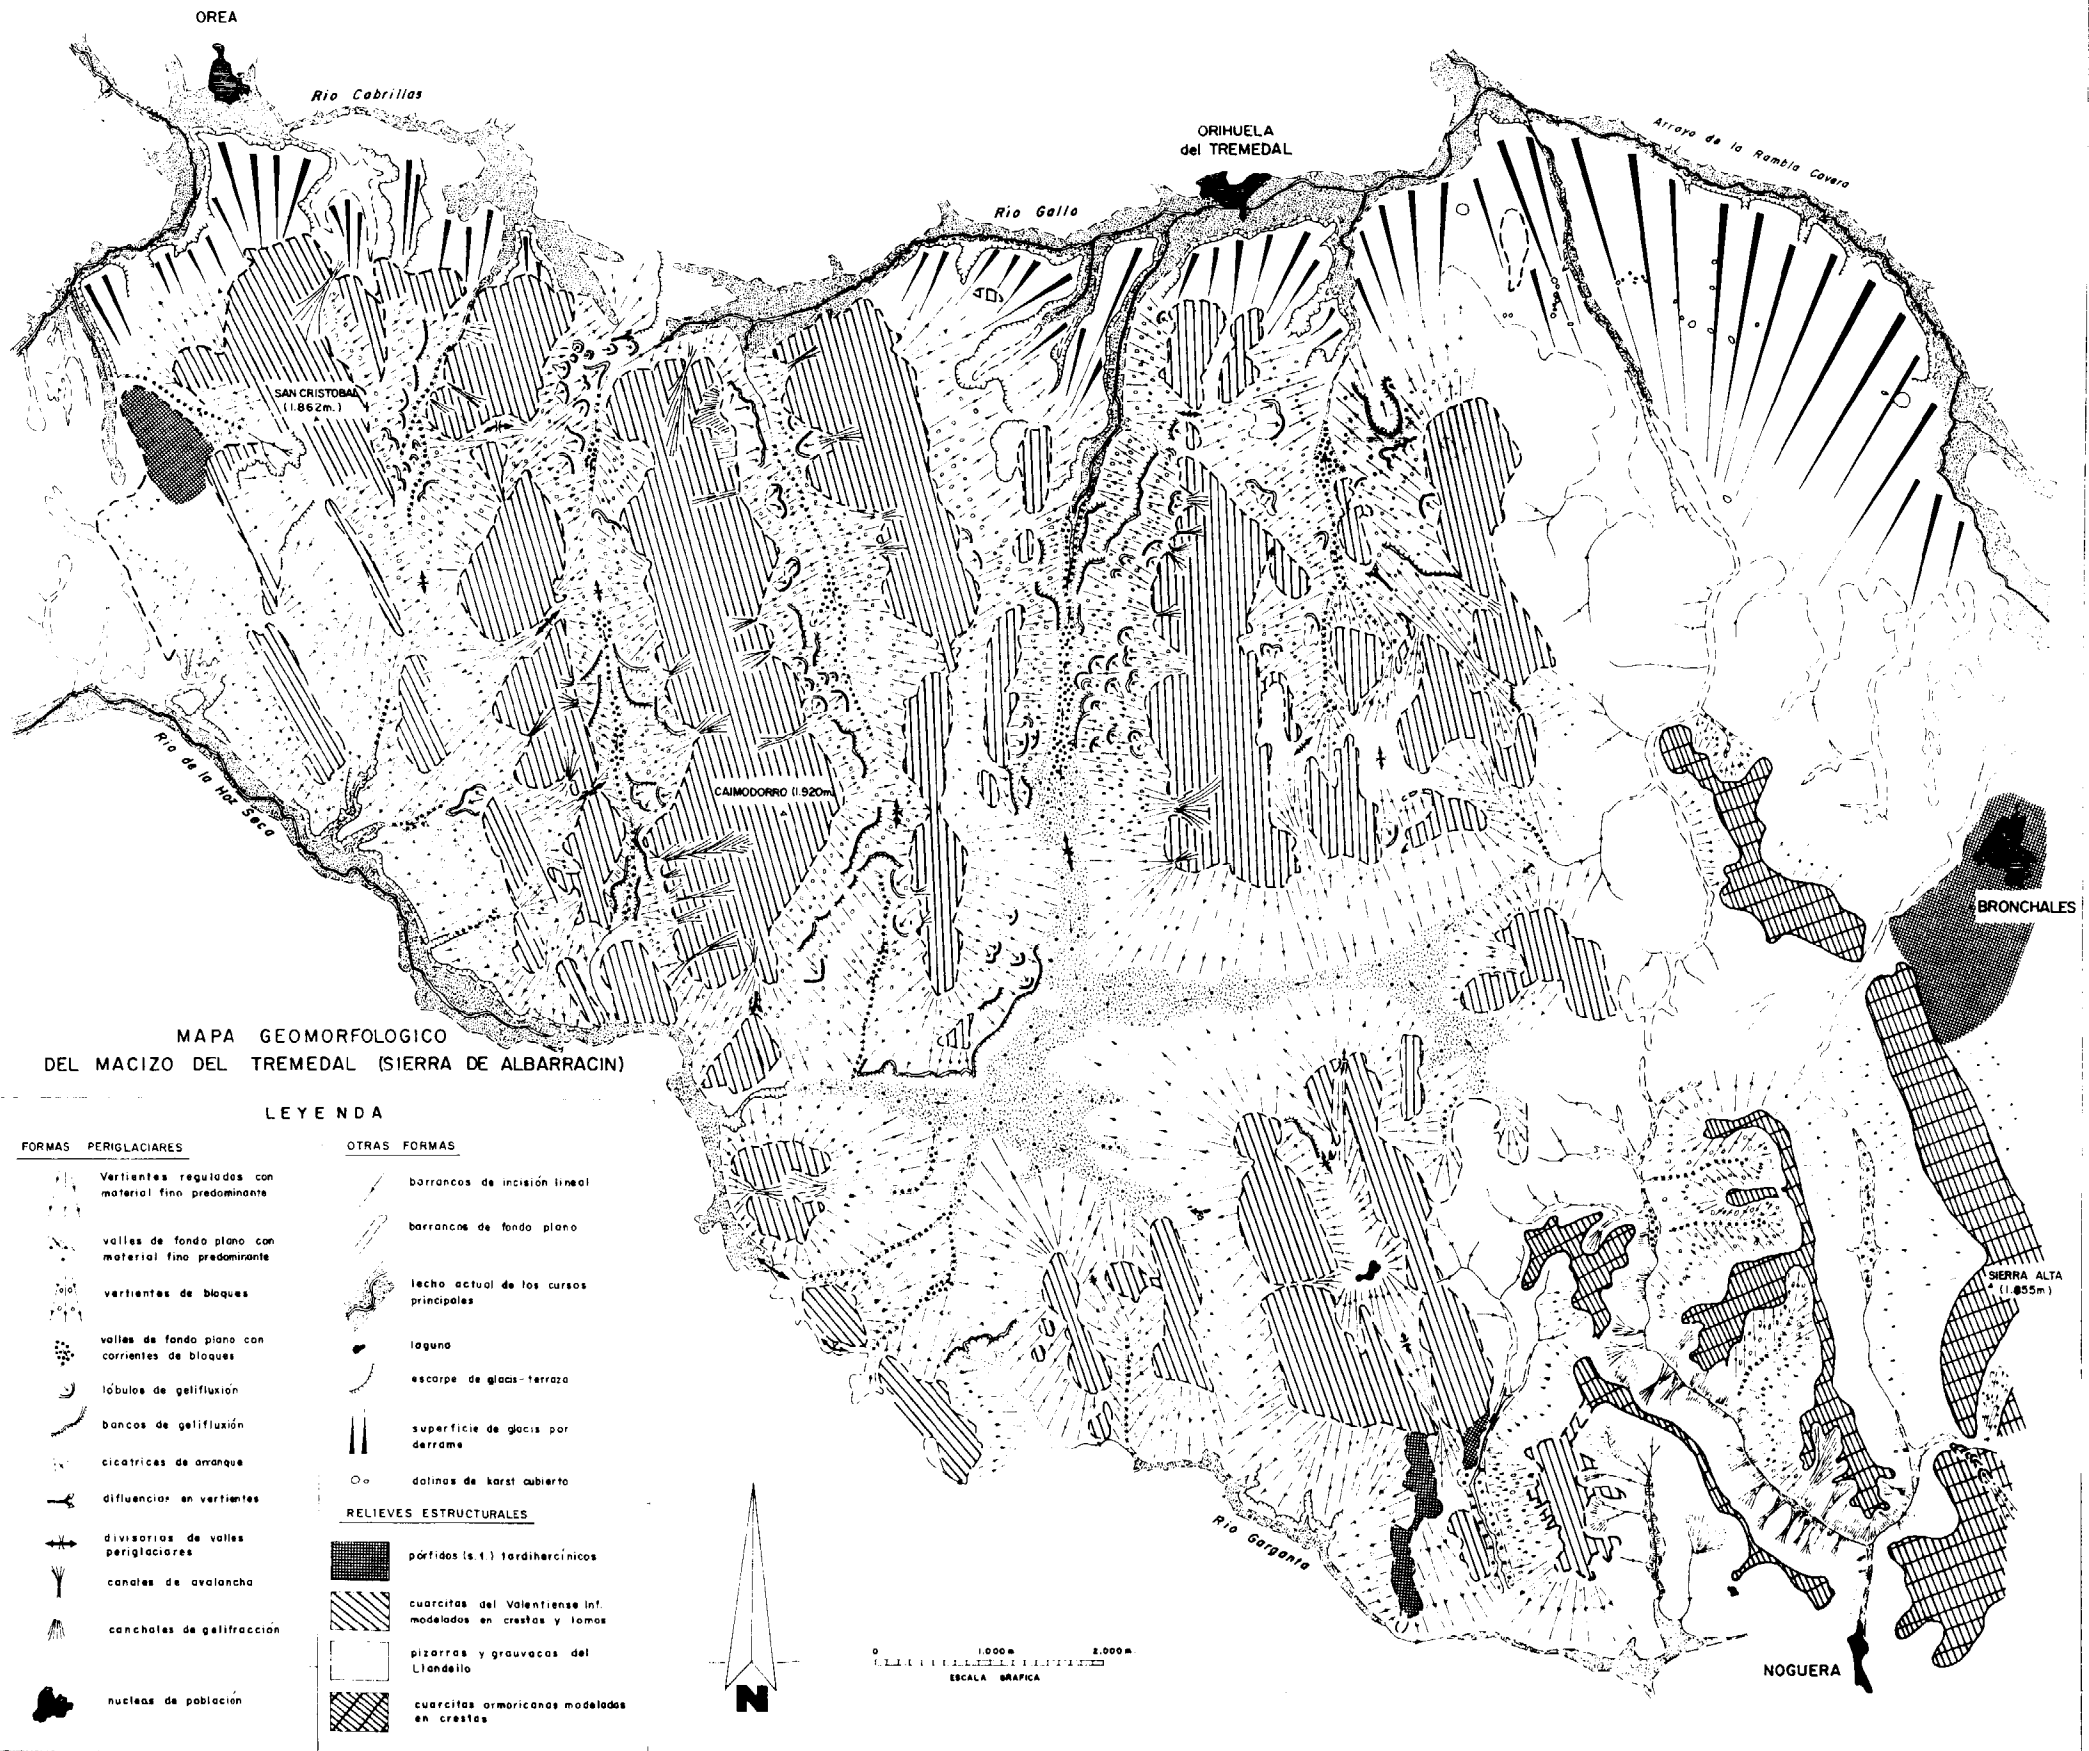 OREA
Rio Cabrillas
ORIHUELA
del TREMEDAL
Arroyo de la Rambla Cavera
Rio Gallo
SAN CRISTOBAL
(1.862m.)
Rio de la Hoz Seca
CAIMODORRO (1.920m
BRONCHALES
SIERRA ALTA
(1.855m)
Rio Garganta
NOGUERA
MAPA GEOMORFOLOGICO
DEL MACIZO DEL TREMEDAL (SIERRA DE ALBARRACIN)
LEYENDA
FORMAS PERIGLACIARES
Vertientes reguladas con
material fino predominante
valles de fondo plano con
material fino predominante
vertientes de bloques
valles de fondo plano con
corrientes de bloques
lóbulos de gelifluxión
bancos de gelifluxión
cicatrices de arranque
difluencias en vertientes
divisorias de valles
periglaciares
canales de avalancha
canchales de gelifracción
nucleos de población
OTRAS FORMAS
barrancos de incisión lineal
barrancos de fondo plano
lecho actual de los cursos
principales
laguna
escarpe de glacis-terraza
superficie de glacis por
derrame
dolinas de karst cubierto
RELIEVES ESTRUCTURALES
pórfidos (s.t.) tardihercínicos
cuarcitas del Valentiense Inf.
modelados en crestas y lomos
pizarras y grauvacas del
Llandeilo
cuarcitas armoricanas modeladas
en crestas
N
0 1.000m 2.000m.
ESCALA GRAFICA